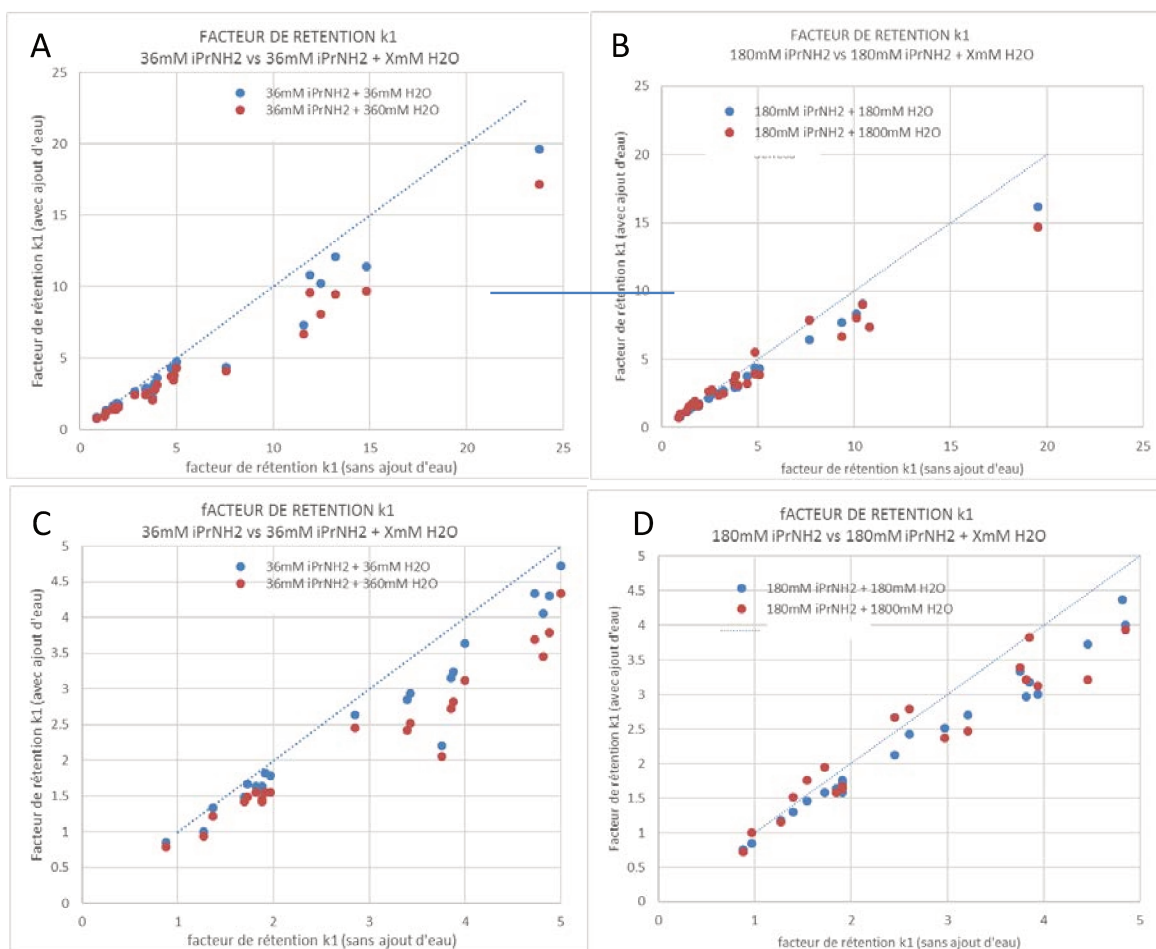 A
FACTEUR DE RETENTION k1
36mM iPrNH2 vs 36mM iPrNH2 + XmM H2O
25
20
15
10
5
0
36mM iPrNH2 + 36mM H2O
36mM iPrNH2 + 360mM H2O
Facteur de rétention k1 (avec ajout d'eau)
0 5 10 15 20 25
facteur de rétention k1 (sans ajout d'eau)
B
FACTEUR DE RETENTION k1
180mM iPrNH2 vs 180mM iPrNH2 + XmM H2O
25
20
15
10
5
0
180mM iPrNH2 + 180mM H2O
180mM iPrNH2 + 1800mM H2O
Facteur de rétention k1 (avec ajout d'eau)
0 5 10 15 20 25
facteur de rétention k1 (sans ajout d'eau)
C
fACTEUR DE RETENTION k1
36mM iPrNH2 vs 36mM iPrNH2 + XmM H2O
5
4.5
4
3.5
3
2.5
2
1.5
1
0.5
0
36mM iPrNH2 + 36mM H2O
36mM iPrNH2 + 360mM H2O
Facteur de rétention k1 (avec ajout d'eau)
0 1 2 3 4 5
facteur de rétention k1 (sans ajout d'eau)
D
fACTEUR DE RETENTION k1
180mM iPrNH2 vs 180mM iPrNH2 + XmM H2O
5
4.5
4
3.5
3
2.5
2
1.5
1
0.5
0
180mM iPrNH2 + 180mM H2O
180mM iPrNH2 + 1800mM H2O
Facteur de rétention k1 (avec ajout d'eau)
0 1 2 3 4 5
facteur de rétention k1 (sans ajout d'eau)